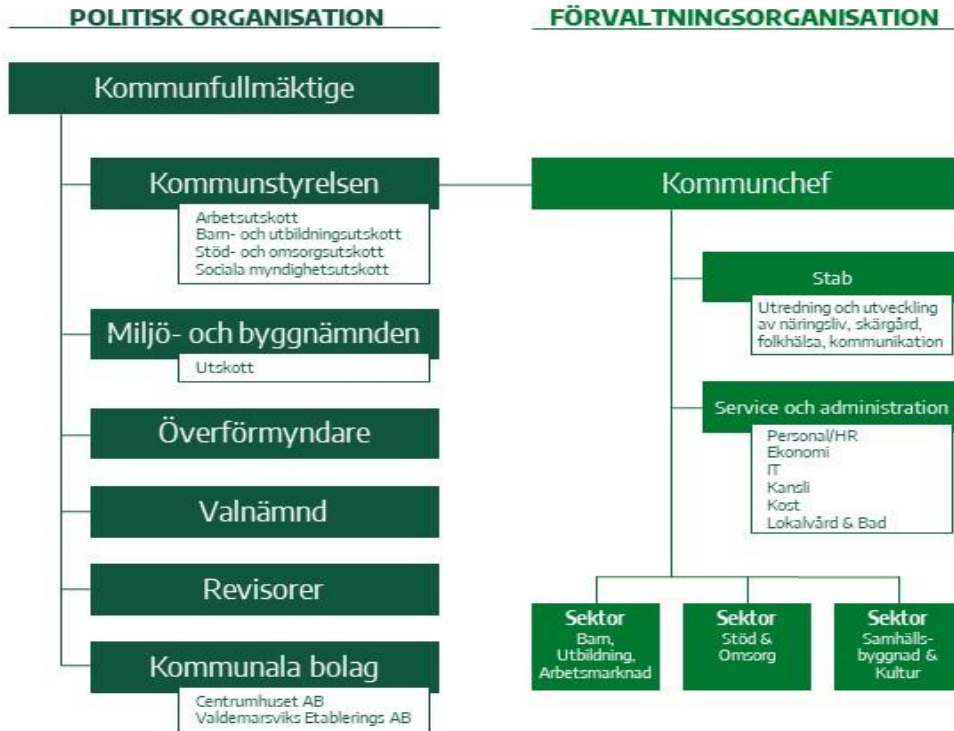 POLITISK ORGANISATION
Kommunfullmäktige
Kommunstyrelsen
Arbetsutskott
Barn- och utbildningsutskott
Stöd- och omsorgsutskott
Sociala myndighetsutskott
Miljö- och byggnämnden
Utskott
Överförmyndare
Valnämnd
Revisorer
Kommunala bolag
Centrumhuset AB
Valdemarsviks Etablerings AB
FÖRVALTNINGSORGANISATION
Kommunchef
Stab
Utredning och utveckling
av näringsliv, skärgård,
folkhälsa, kommunikation
Service och administration
Personal/HR
Ekonomi
IT
Kansli
Kost
Lokalvård & Bad
Sektor
Barn,
Utbildning,
Arbetsmarknad
Sektor
Stöd &
Omsorg
Sektor
Samhälls-
byggnad &
Kultur